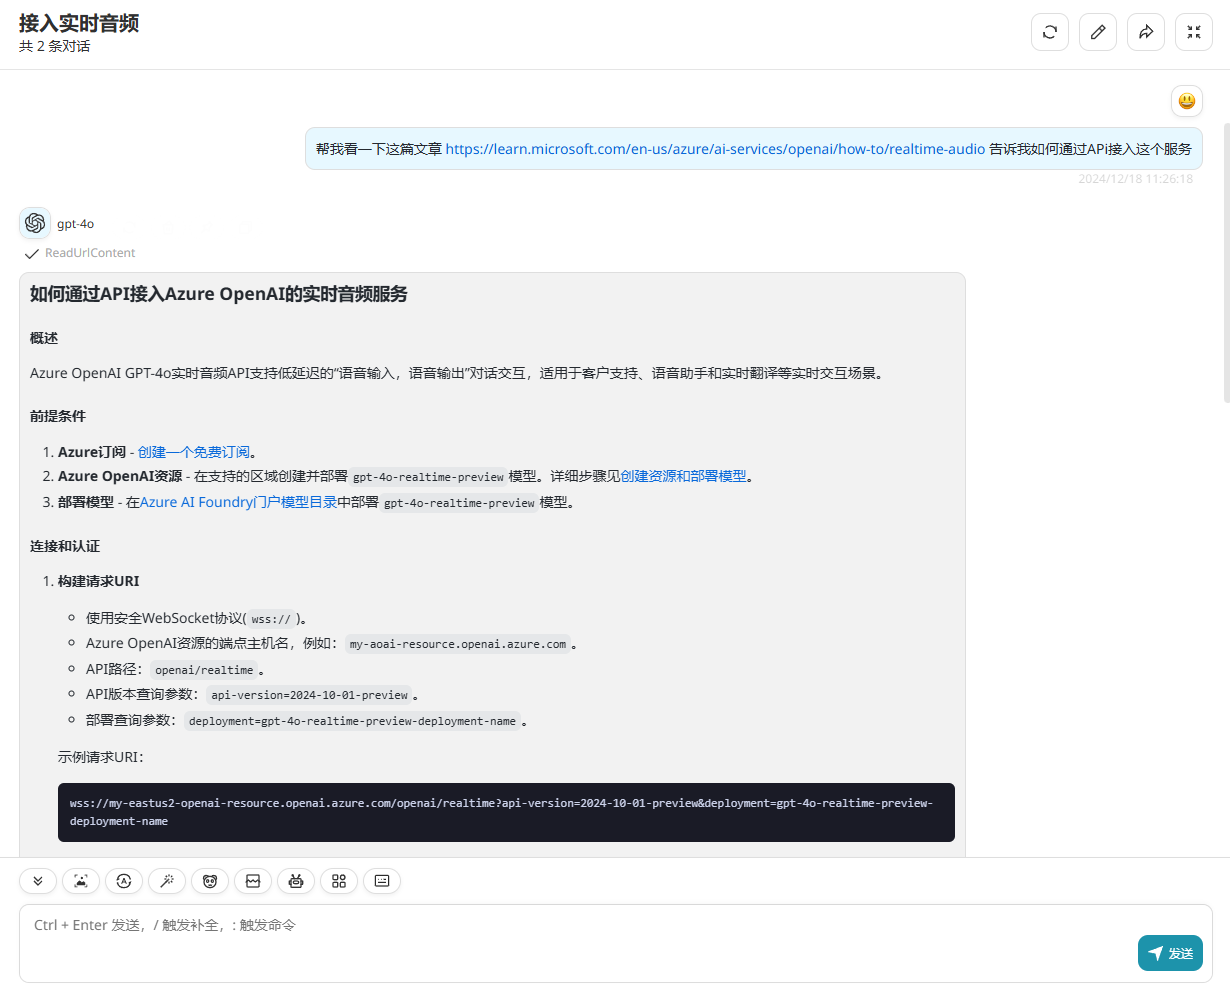 接入实时音频
共 2 条对话
帮我看一下这篇文章 https://learn.microsoft.com/en-us/azure/ai-services/openai/how-to/realtime-audio 告诉我如何通过APi接入这个服务
2024/12/18 11:26:18
gpt-4o
ReadUrlContent
如何通过API接入Azure OpenAI的实时音频服务
概述
Azure OpenAI GPT-4o实时音频API支持低延迟的“语音输入，语音输出”对话交互，适用于客户支持、语音助手和实时翻译等实时交互场景。
前提条件
1. Azure订阅 - 创建一个免费订阅。
2. Azure OpenAI资源 - 在支持的区域创建并部署 gpt-4o-realtime-preview 模型。详细步骤见创建资源和部署模型。
3. 部署模型 - 在Azure AI Foundry门户模型目录中部署 gpt-4o-realtime-preview 模型。
连接和认证
1. 构建请求URI
使用安全WebSocket协议( wss:// )。
Azure OpenAI资源的端点主机名，例如： my-aoai-resource.openai.azure.com 。
API路径： openai/realtime 。
API版本查询参数： api-version=2024-10-01-preview 。
部署查询参数： deployment=gpt-4o-realtime-preview-deployment-name 。
示例请求URI：
wss://my-eastus2-openai-resource.openai.azure.com/openai/realtime?api-version=2024-10-01-preview&deployment=gpt-4o-realtime-preview-
deployment-name
Ctrl + Enter 发送，/ 触发补全，: 触发命令
发送